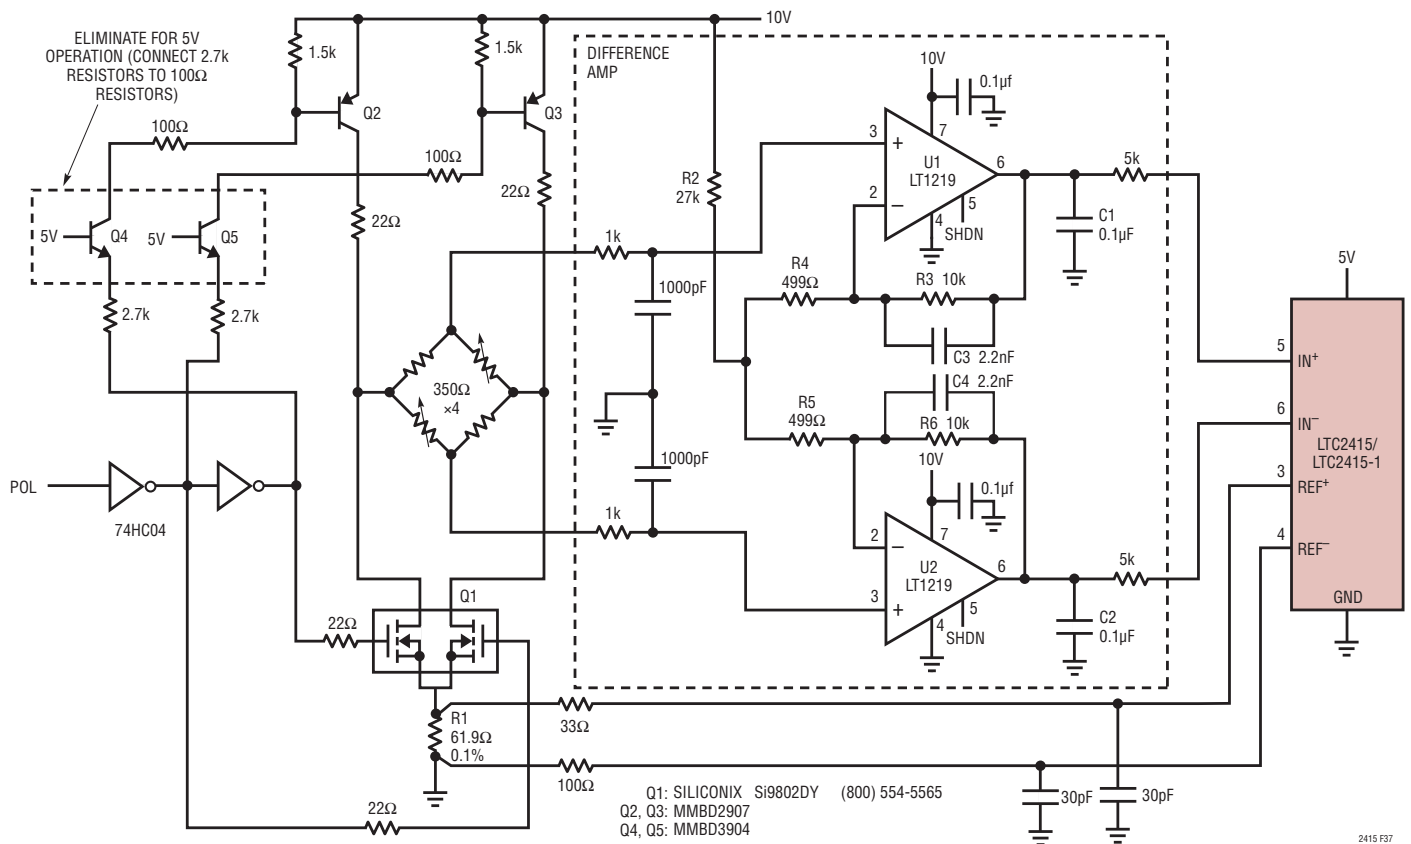 ELIMINATE FOR 5V
OPERATION (CONNECT 2.7k
RESISTORS TO 100Ω
RESISTORS)
1.5k
Q2
1.5k
Q3
10V
100Ω
100Ω
22Ω
22Ω
5V
Q4
5V
Q5
2.7k
2.7k
DIFFERENCE
AMP
R2
27k
10V
0.1µf
3
+
7
U1
LT1219
6
2
–
4
5
SHDN
5k
C1
0.1µF
1k
1000pF
R4
499Ω
R3 10k
C3 2.2nF
C4 2.2nF
R5
499Ω
R6 10k
10V
0.1µf
350Ω
×4
1000pF
1k
2
–
7
U2
LT1219
6
3
+
4
5
SHDN
5k
C2
0.1µF
5V
5
IN+
6
IN–
LTC2415/
LTC2415-1
3
REF+
4
REF–
GND
POL
74HC04
22Ω
Q1
R1
61.9Ω
0.1%
33Ω
100Ω
22Ω
30pF
30pF
Q1: SILICONIX Si9802DY (800) 554-5565
Q2, Q3: MMBD2907
Q4, Q5: MMBD3904
2415 F37